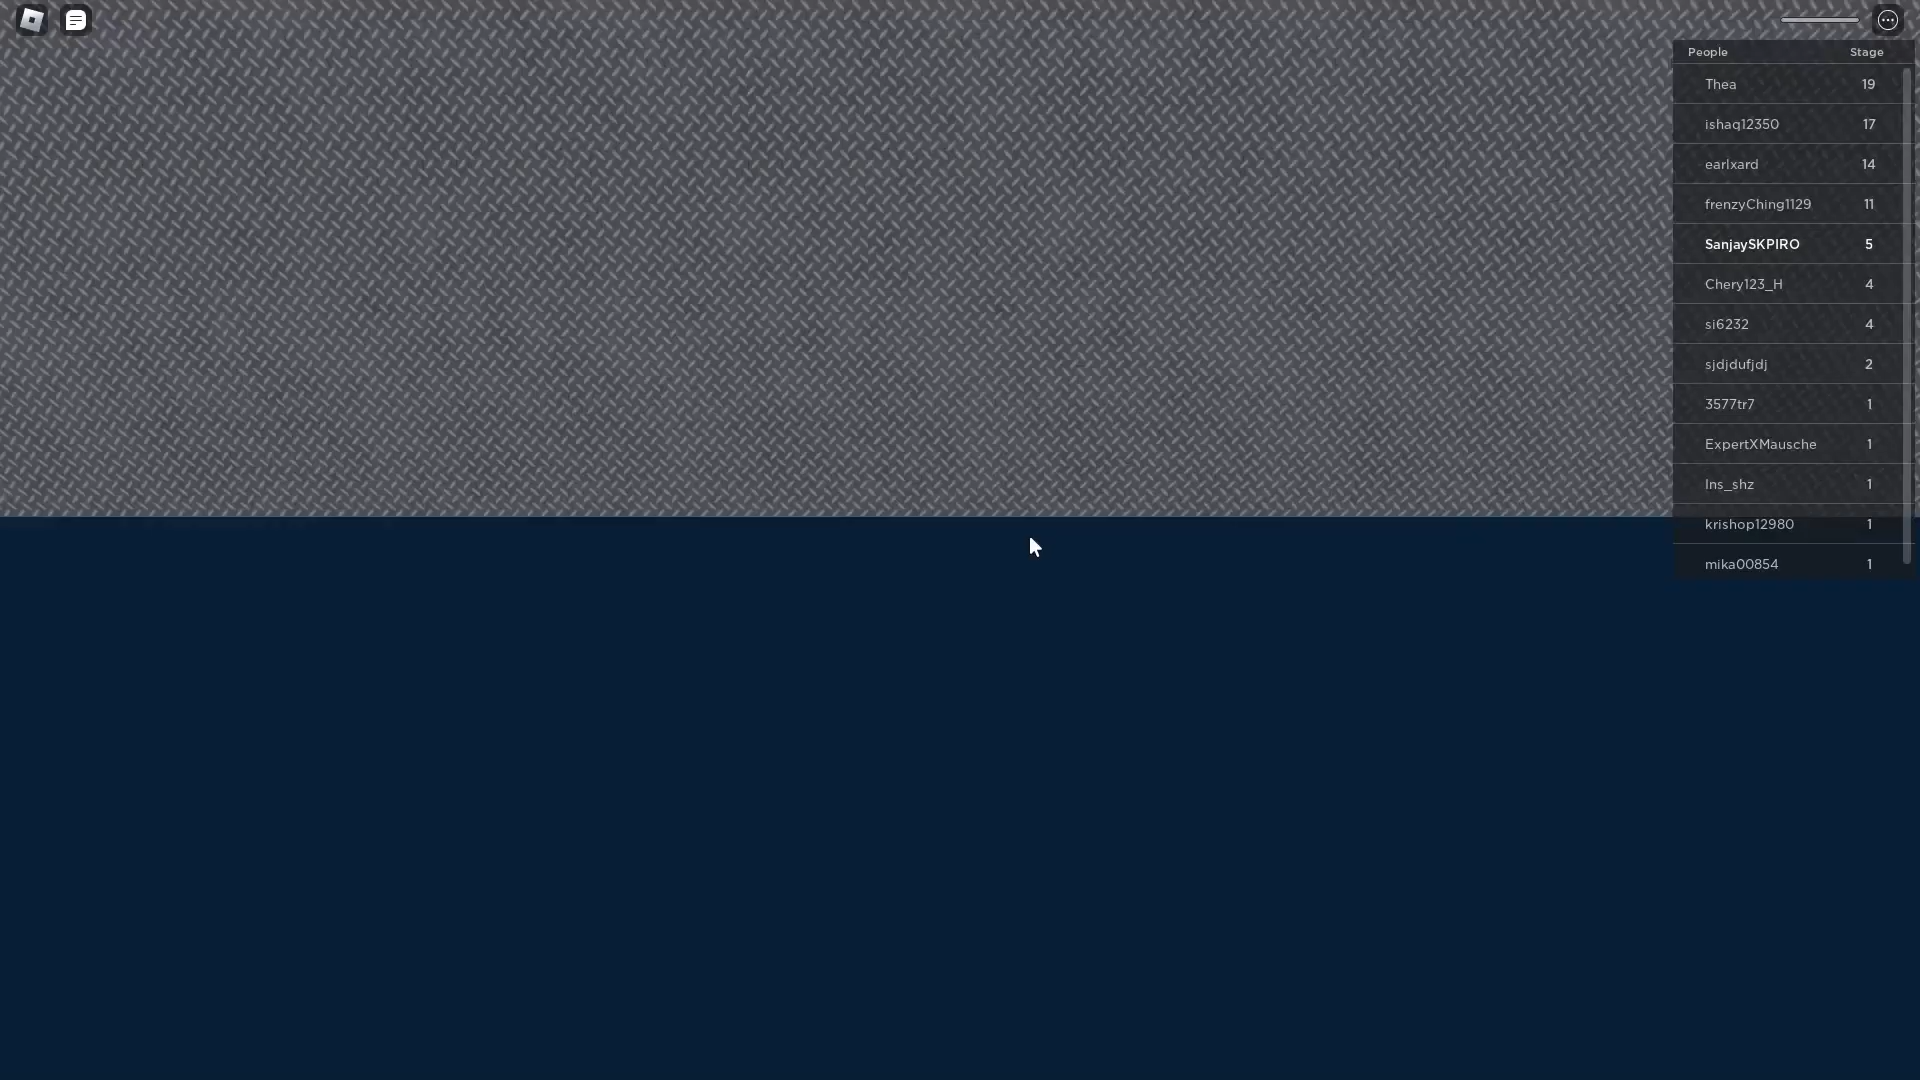 People Stage
Thea 19
ishaq12350 17
earlxard 14
frenzyChing1129 11
SanjaySKPIRO 5
Chery123_H 4
si6232 4
sjdjdufjdj 2
3577tr7 1
ExpertXMausche 1
Ins_shz 1
krishop12980 1
mika00854 1